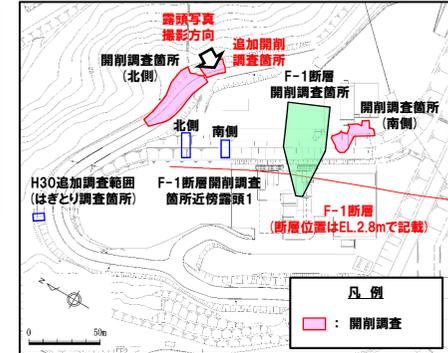 露頭写真
撮影方向
追加開削
調査箇所
開削調査箇所
(北側)
F-1断層
開削調査箇所
開削調査箇所
(南側)
北側
南側
H30追加調査範囲
(はぎとり調査箇所)
F-1断層開削調査
箇所近傍露頭1
F-1断層
(断層位置はEL.2.8mで記載)
N
0
50m
凡 例
： 開削調査